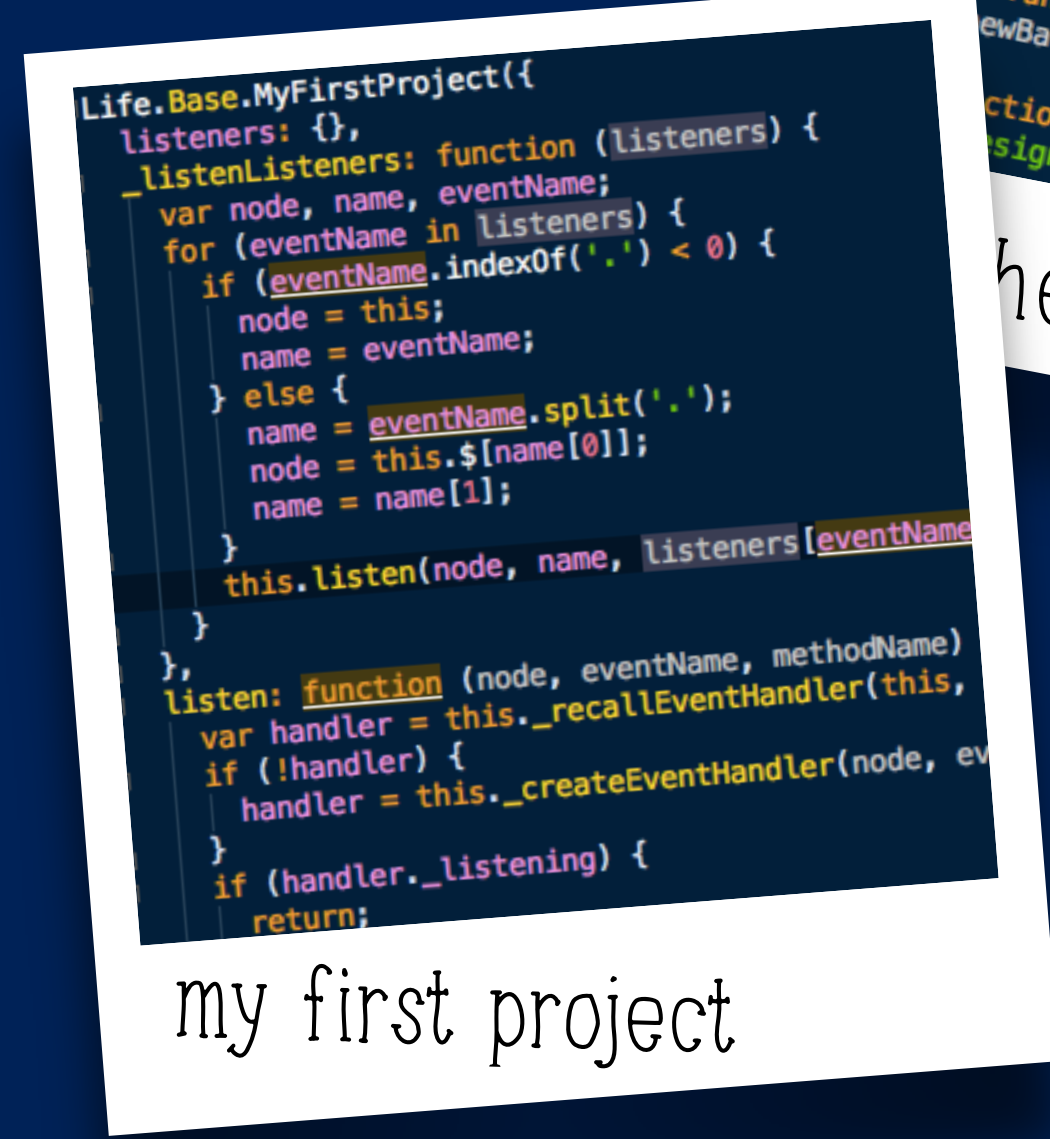 Life.Base.MyFirstProject({
listeners: {},
_listenListeners: function (listeners) {
var node, name, eventName;
for (eventName in listeners) {
if (eventName.indexOf('.') < 0) {
node = this;
name = eventName;
} else {
name = eventName.split('.');
node = this.$[name[0]];
name = name[1];
}
this.listen(node, name, listeners[eventName
}
},
listen: function (node, eventName, methodName)
var handler = this._recallEventHandler(this,
if (!handler) {
handler = this._createEventHandler(node, ev
}
if (handler._listening) {
return;
my first project